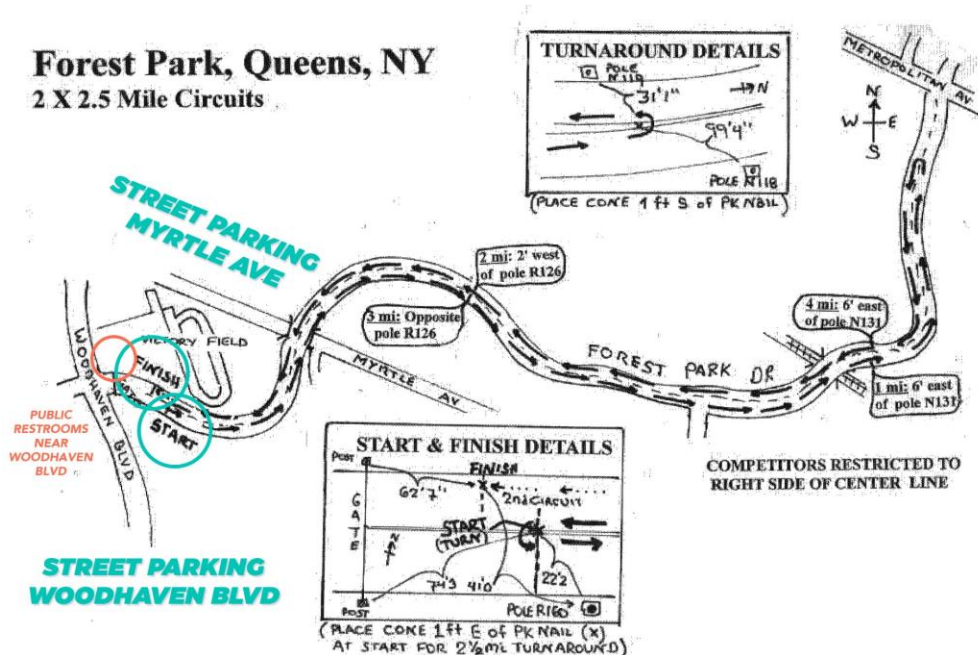 Forest Park, Queens, NY
2 X 2.5 Mile Circuits
TURNAROUND DETAILS
POLE
N119
31'1"
N
99'4"
POLE N118
(PLACE CONE 1 ft S of PK NAIL)
METROPOLITAN AV
N
W E
S
STREET PARKING
MYRTLE AVE
2 mi: 2' west
of pole R126
3 mi: Opposite
pole R126
4 mi: 6' east
of pole N131
1 mi: 6' east
of pole N131
WOODHAVEN BLVD
VICTORY FIELD
FINISH
START
MYRTLE
AV
FOREST PARK DR
PUBLIC
RESTROOMS
NEAR
WOODHAVEN
BLVD
STREET PARKING
WOODHAVEN BLVD
COMPETITORS RESTRICTED TO
RIGHT SIDE OF CENTER LINE
START & FINISH DETAILS
POST
FINISH
62'7"
2nd CIRCUIT
GATE
START
(TURN)
N
74'3
41'0
22'2
POST
POLE R160
(PLACE CONE 1 ft E of PK NAIL (X)
AT START FOR 2½ mi TURNAROUND)